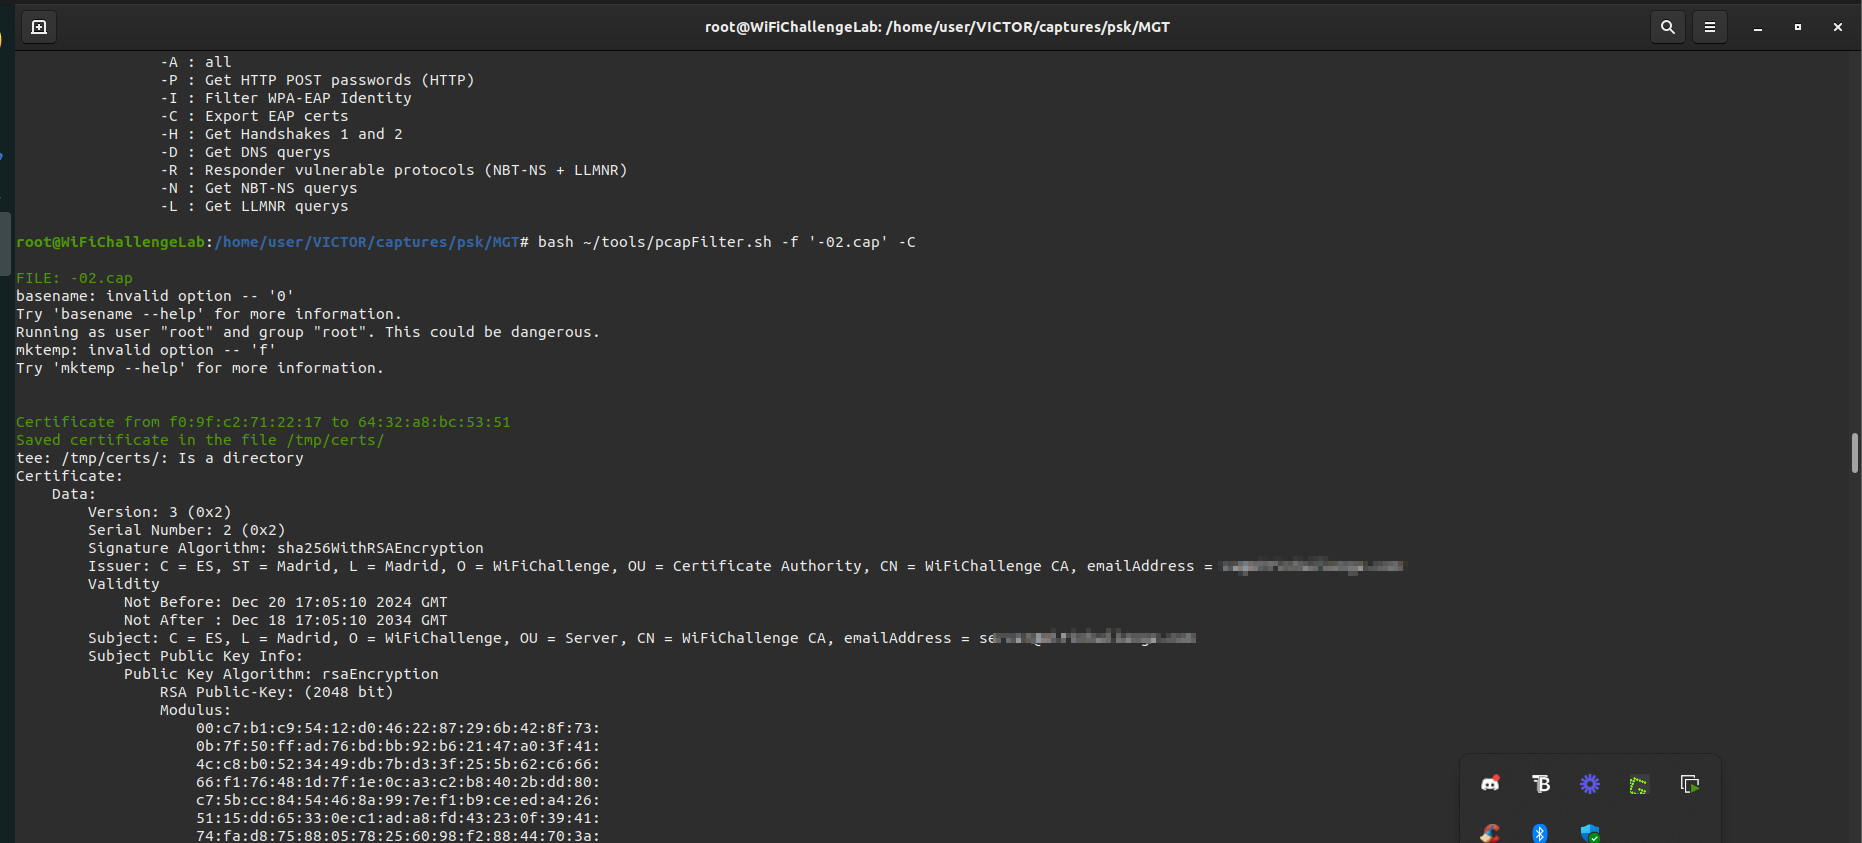 root@WiFiChallengeLab: /home/user/VICTOR/captures/psk/MGT
-A : all
-P : Get HTTP POST passwords (HTTP)
-I : Filter WPA-EAP Identity
-C : Export EAP certs
-H : Get Handshakes 1 and 2
-D : Get DNS querys
-R : Responder vulnerable protocols (NBT-NS + LLMNR)
-N : Get NBT-NS querys
-L : Get LLMNR querys
root@WiFiChallengeLab:/home/user/VICTOR/captures/psk/MGT# bash ~/tools/pcapFilter.sh -f '-02.cap' -C
FILE: -02.cap
basename: invalid option -- '0'
Try 'basename --help' for more information.
Running as user "root" and group "root". This could be dangerous.
mktemp: invalid option -- 'f'
Try 'mktemp --help' for more information.
Certificate from f0:9f:c2:71:22:17 to 64:32:a8:bc:53:51
Saved certificate in the file /tmp/certs/
tee: /tmp/certs/: Is a directory
Certificate:
Data:
Version: 3 (0x2)
Serial Number: 2 (0x2)
Signature Algorithm: sha256WithRSAEncryption
Issuer: C = ES, ST = Madrid, L = Madrid, O = WiFiChallenge, OU = Certificate Authority, CN = WiFiChallenge CA, emailAddress =
Validity
Not Before: Dec 20 17:05:10 2024 GMT
Not After : Dec 18 17:05:10 2034 GMT
Subject: C = ES, L = Madrid, O = WiFiChallenge, OU = Server, CN = WiFiChallenge CA, emailAddress =
Subject Public Key Info:
Public Key Algorithm: rsaEncryption
RSA Public-Key: (2048 bit)
Modulus:
00:c7:b1:c9:54:12:d0:46:22:87:29:6b:42:8f:73:
0b:7f:50:ff:ad:76:bd:bb:92:b6:21:47:a0:3f:41:
4c:c8:b0:52:34:49:db:7b:d3:3f:25:5b:62:c6:66:
66:f1:76:48:1d:7f:1e:0c:a3:c2:b8:40:2b:dd:80:
c7:5b:cc:84:54:46:8a:99:7e:f1:b9:ce:ed:a4:26:
51:15:dd:65:33:0e:c1:ad:a8:fd:43:23:0f:39:41:
74:fa:d8:75:88:05:78:25:60:98:f2:88:44:70:3a: